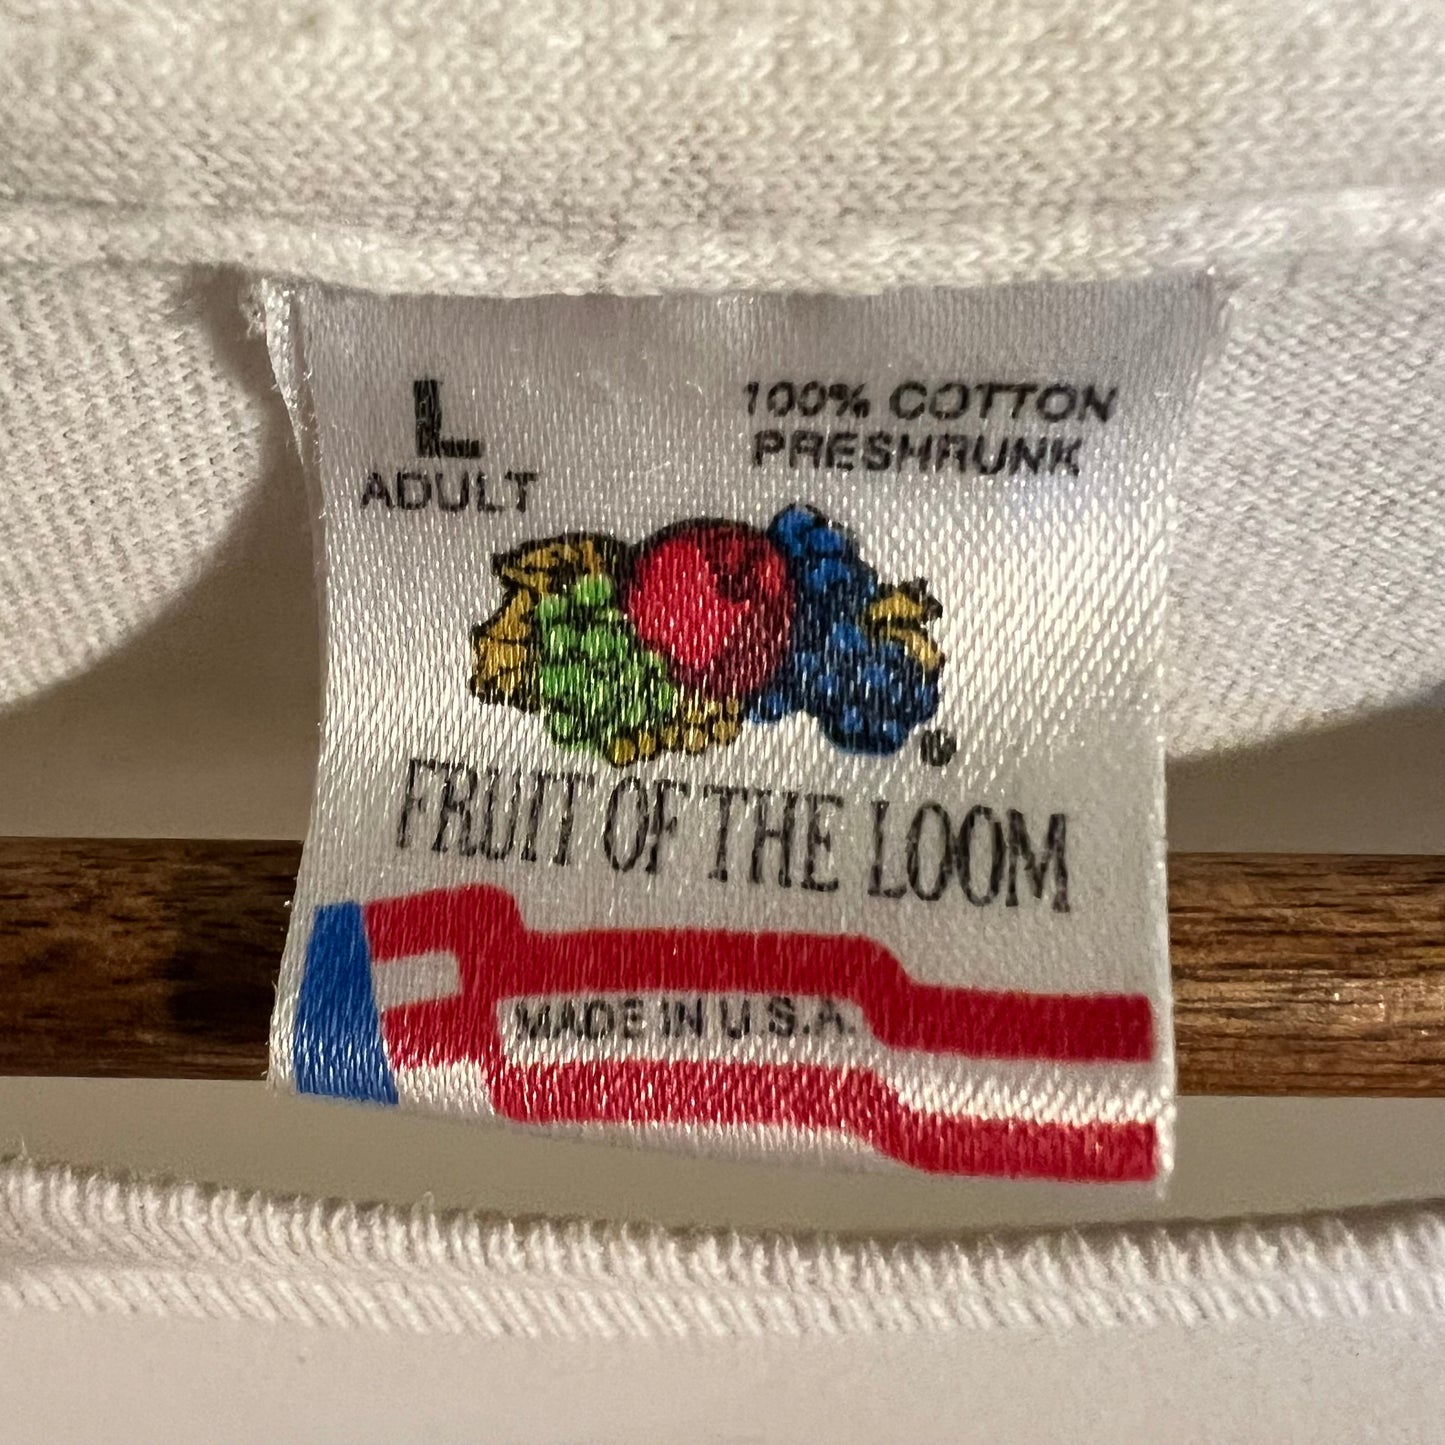 L
ADULT
100% COTTON
PRESHRUNK
®
FRUIT OF THE LOOM
MADE IN U.S.A.